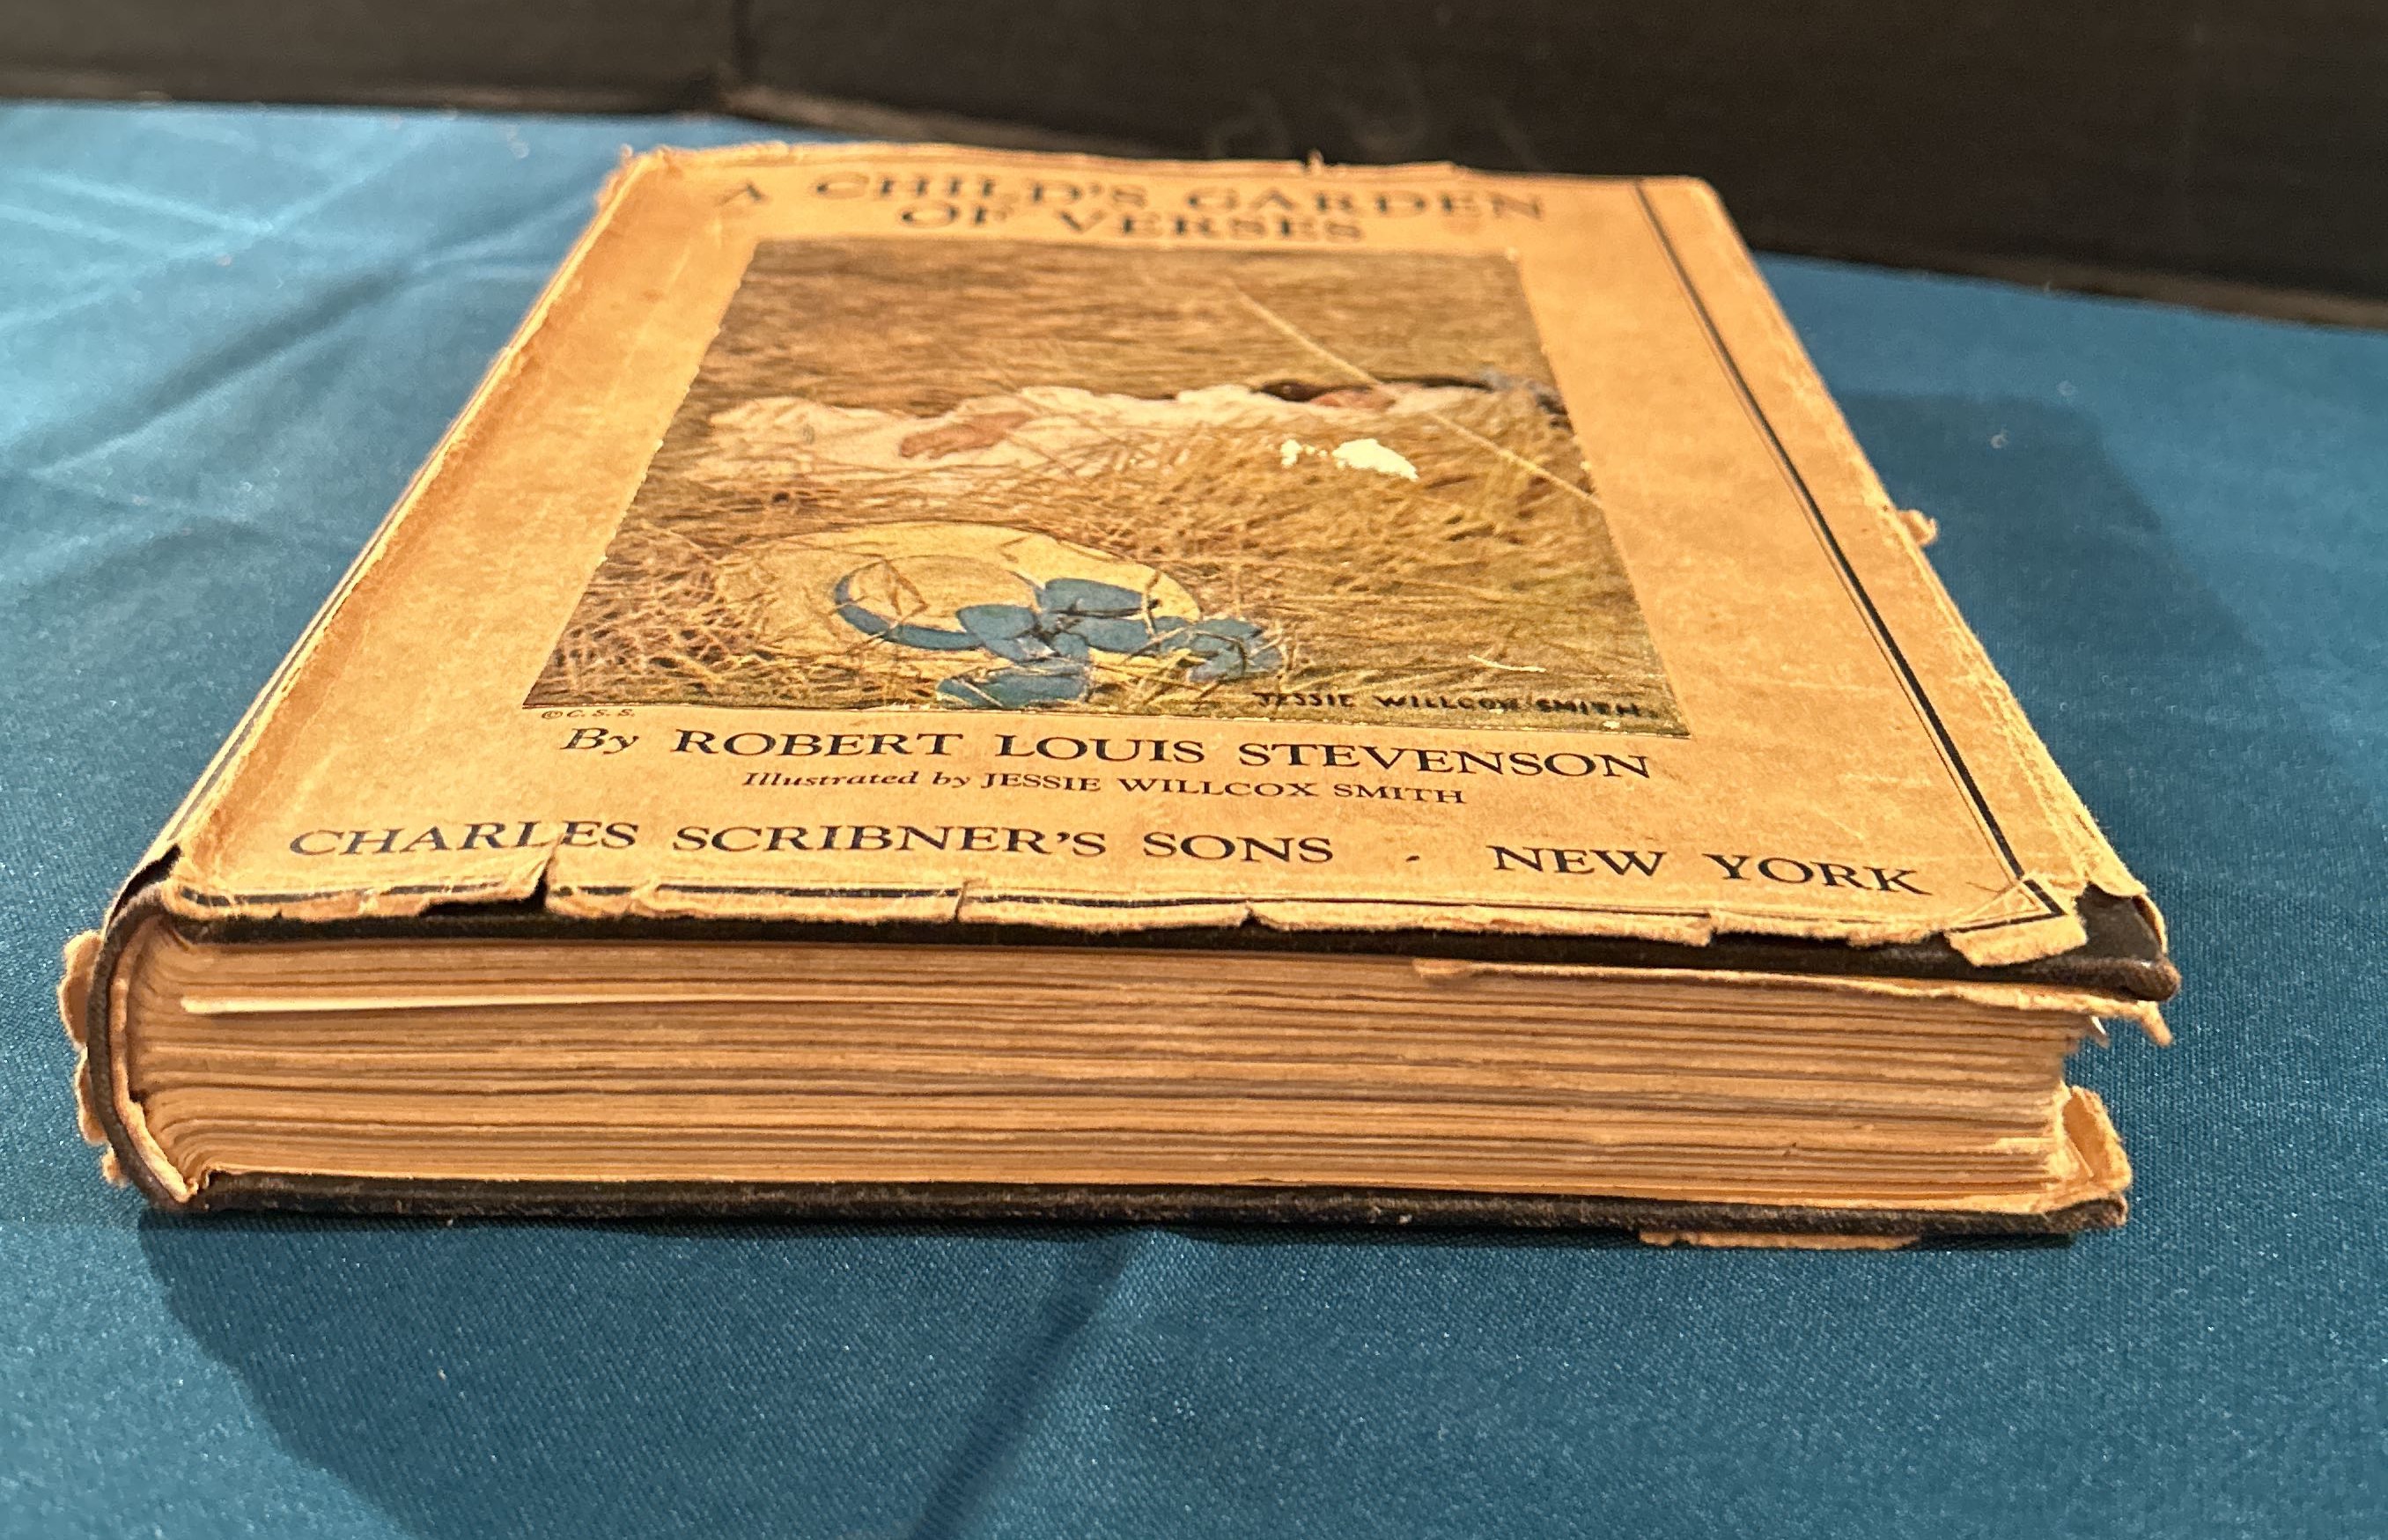 A CHILD'S GARDEN
OF VERSES
JESSIE WILLCOX SMITH.
© C. S. S.
By ROBERT LOUIS STEVENSON
Illustrated by JESSIE WILLCOX SMITH
CHARLES SCRIBNER'S SONS · NEW YORK